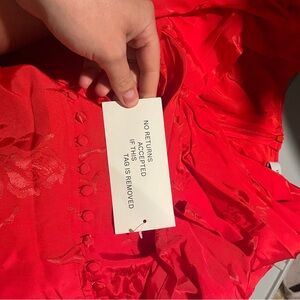 NO RETURNS
ACCEPTED
IF THIS
TAG IS REMOVED